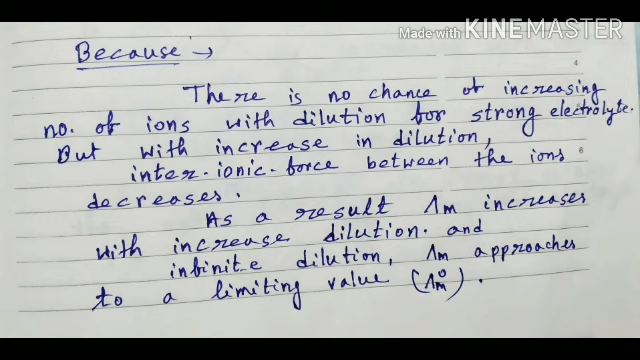 Made with KINEMASTER
Because →
There is no chance of increasing
no. of ions with dilution for strong electrolyte.
But with increase in dilution,
inter-ionic-force between the ions
decreases.
As a result Λm increases
with increase dilution. and
infinite dilution, Λm approaches
to a limiting value (Λ°m).